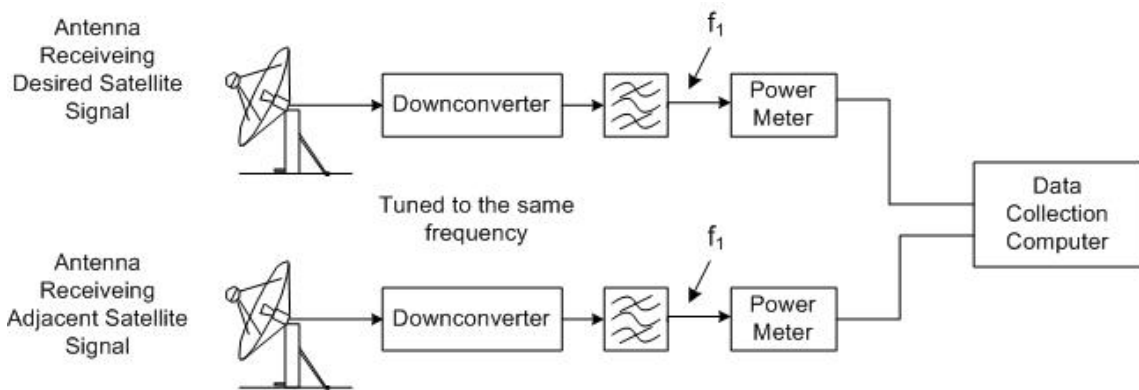 Antenna
Receiveing
Desired Satellite
Signal
Downconverter
f1
Power
Meter
Tuned to the same
frequency
Data
Collection
Computer
Antenna
Receiveing
Adjacent Satellite
Signal
Downconverter
f1
Power
Meter